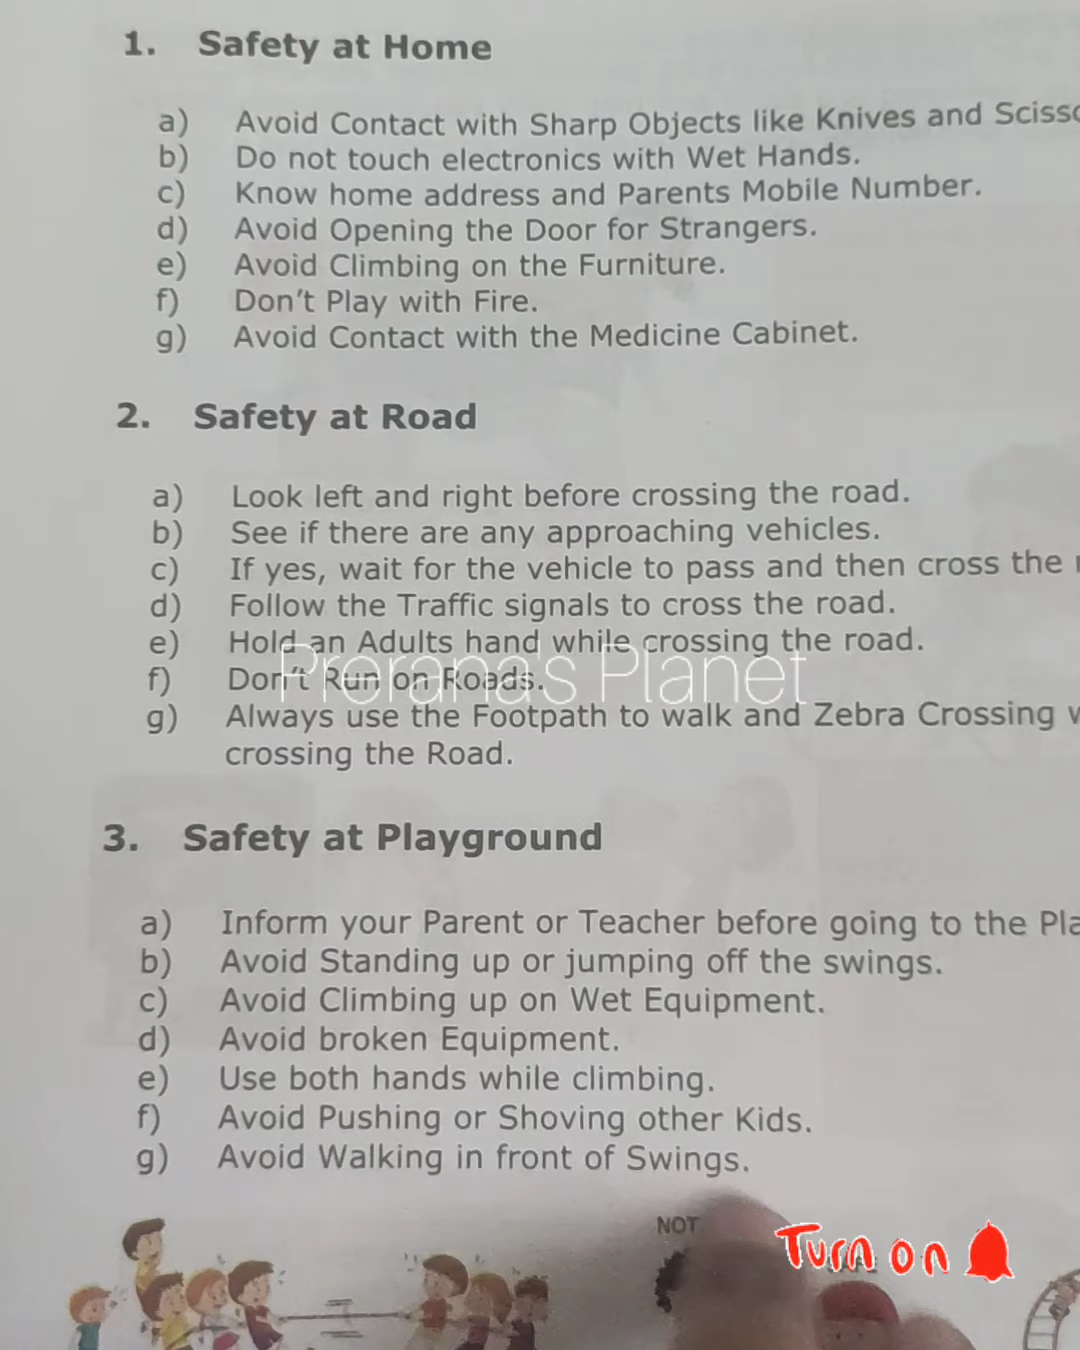 1. Safety at Home
a) Avoid Contact with Sharp Objects like Knives and
b) Do not touch electronics with Wet Hands.
c) Know home address and Parents Mobile Number.
d) Avoid Opening the Door for Strangers.
e) Avoid Climbing on the Furniture.
f) Don't Play with Fire.
g) Avoid Contact with the Medicine Cabinet.
2. Safety at Road
a) Look left and right before crossing the road.
b) See if there are any approaching vehicles.
c) If yes, wait for the vehicle to pass and then cross the
d) Follow the Traffic signals to cross the road.
e) Hold an Adults hand while crossing the road.
Prerana's Planet
f) Don't Run on Roads.
g) Always use the Footpath to walk and Zebra Crossing
crossing the Road.
3. Safety at Playground
a) Inform your Parent or Teacher before going to the
b) Avoid Standing up or jumping off the swings.
c) Avoid Climbing up on Wet Equipment.
d) Avoid broken Equipment.
e) Use both hands while climbing.
f) Avoid Pushing or Shoving other Kids.
g) Avoid Walking in front of Swings.
NOT
Turn on